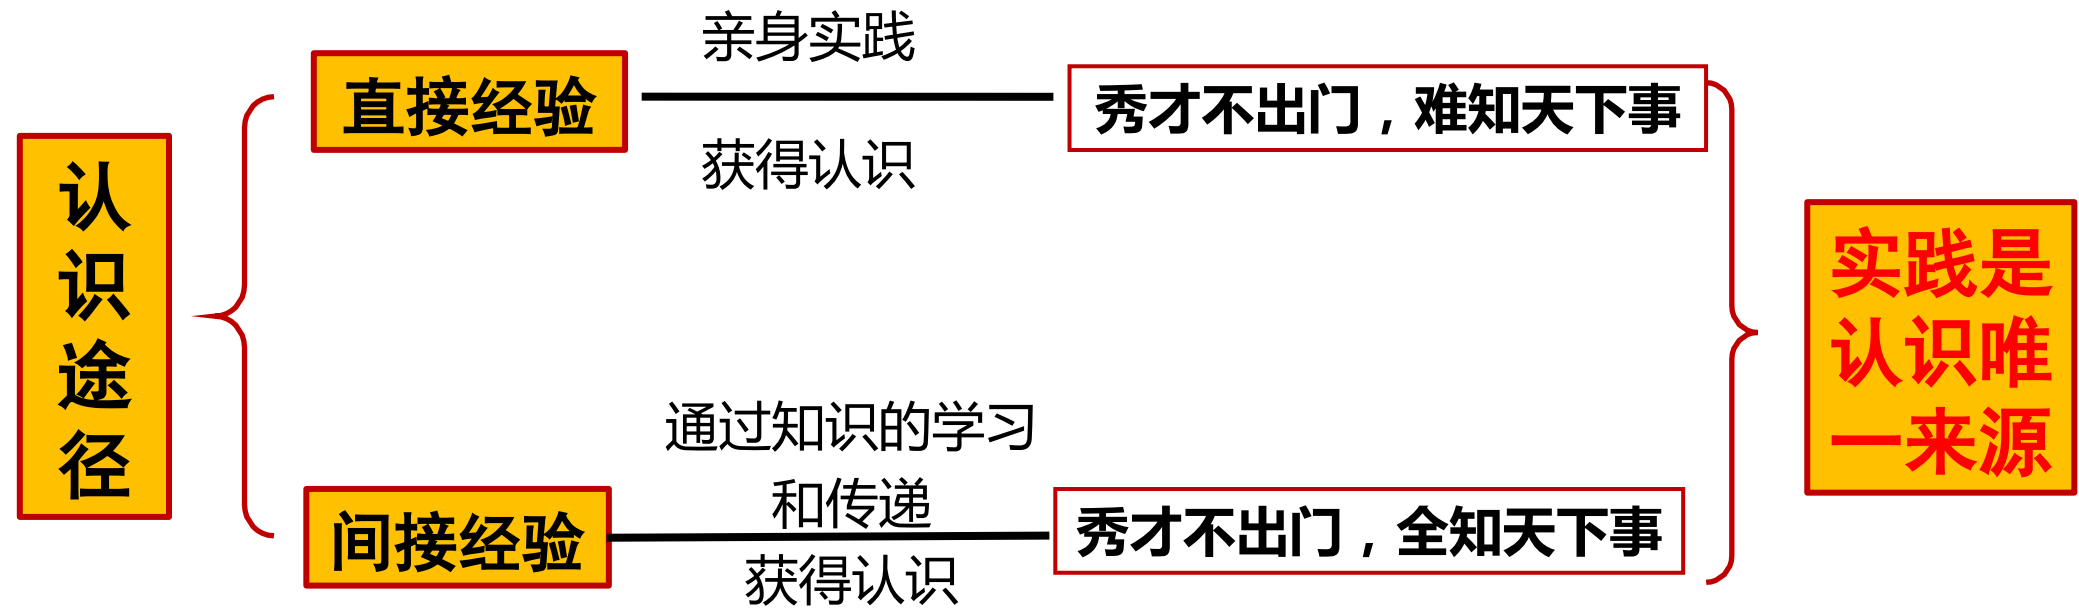 认
识
途
径
直接经验
亲身实践
获得认识
秀才不出门，难知天下事
间接经验
通过知识的学习
和传递
获得认识
秀才不出门，全知天下事
实践是
认识唯
一来源